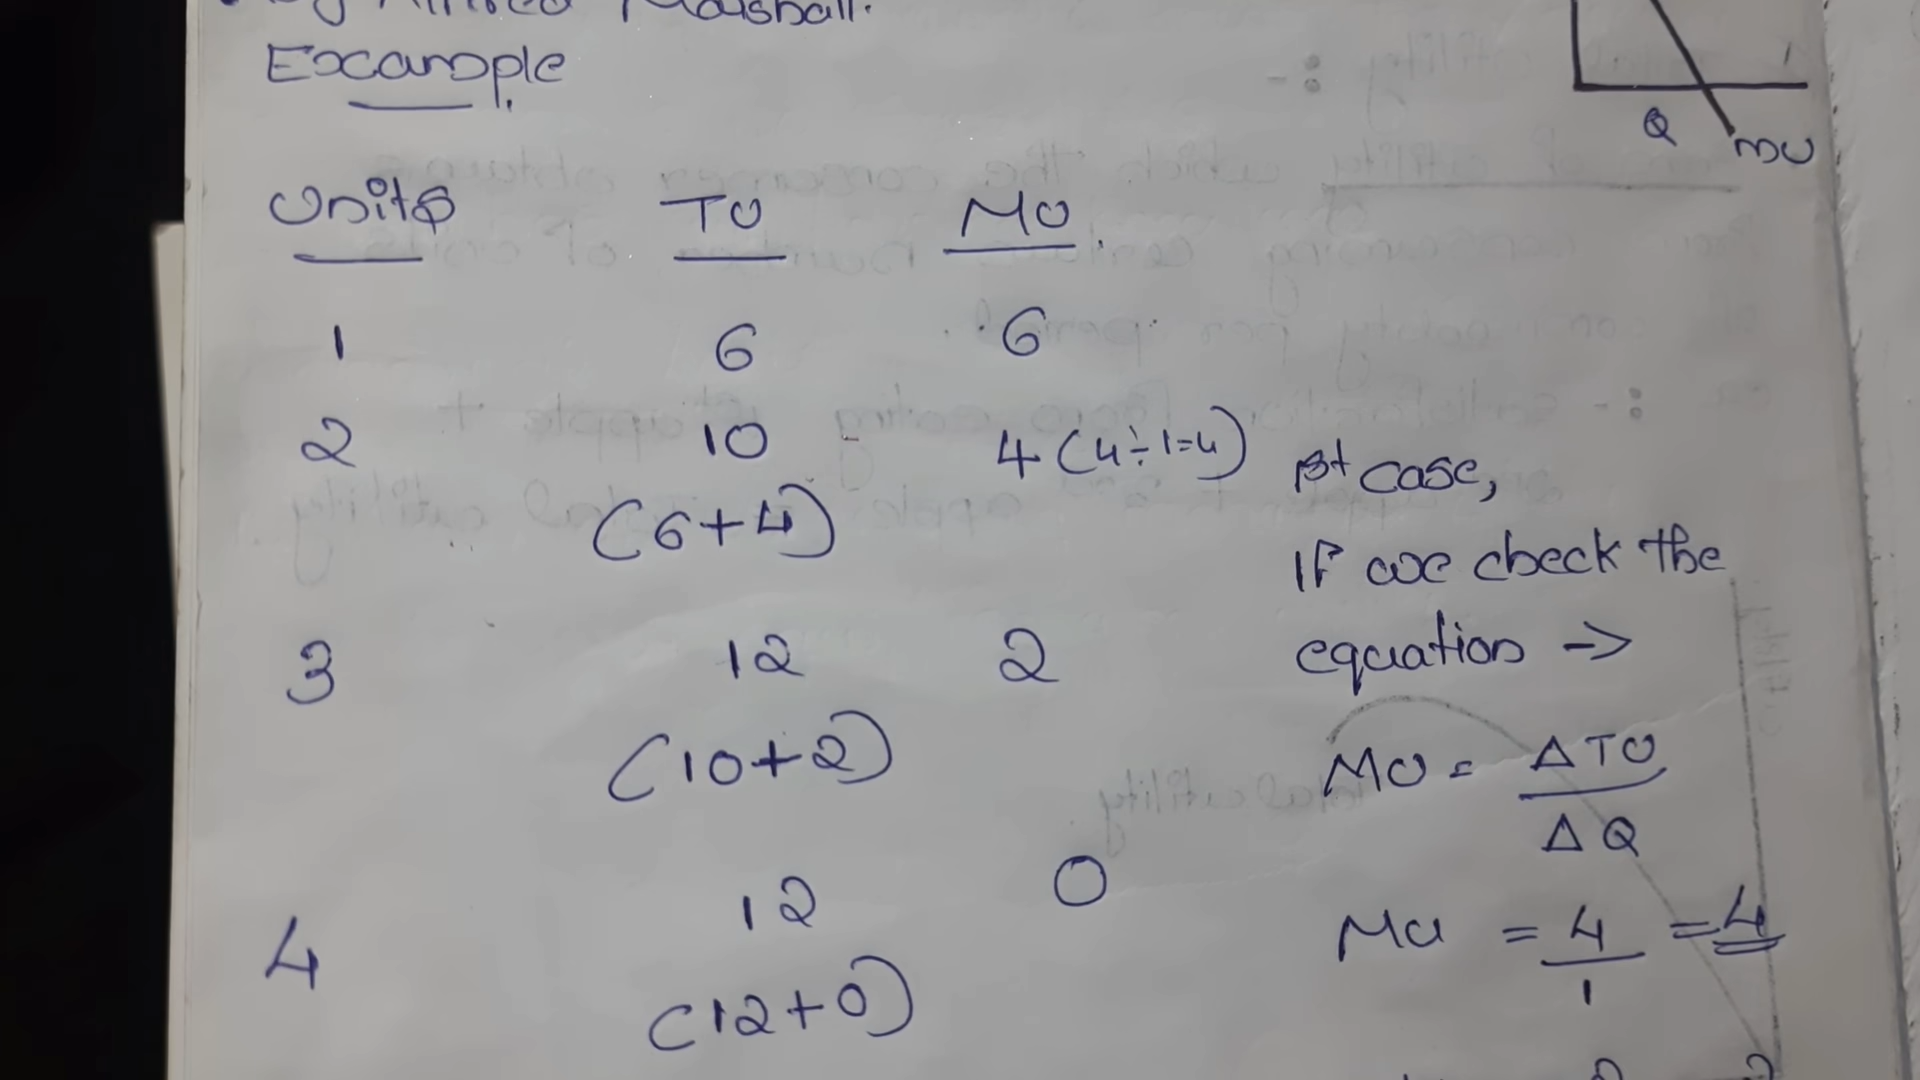 Alfred Marshall.
Example
Q
MU
Units TU MU
1 6 6
2 10 4 (4÷1=4)
(6+4)
3 12 2
(10+2)
4 12 0
(12+0)
1st case,
If we check the
equation →
MU = ΔTU
ΔQ
MU = 4 = 4
1